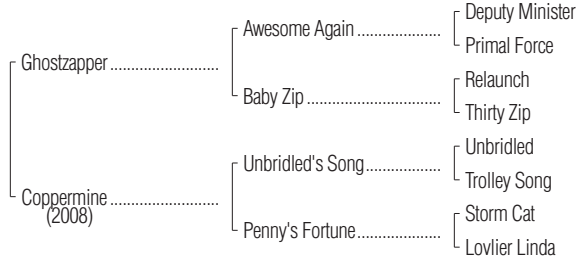 Deputy Minister
Awesome Again ....................
Primal Force
Ghostzapper ..........................
Relaunch
Baby Zip .................................
Thirty Zip
Unbridled
Unbridled's Song ..................
Trolley Song
Coppermine ..........................
(2008)
Storm Cat
Penny's Fortune ....................
Lovlier Linda